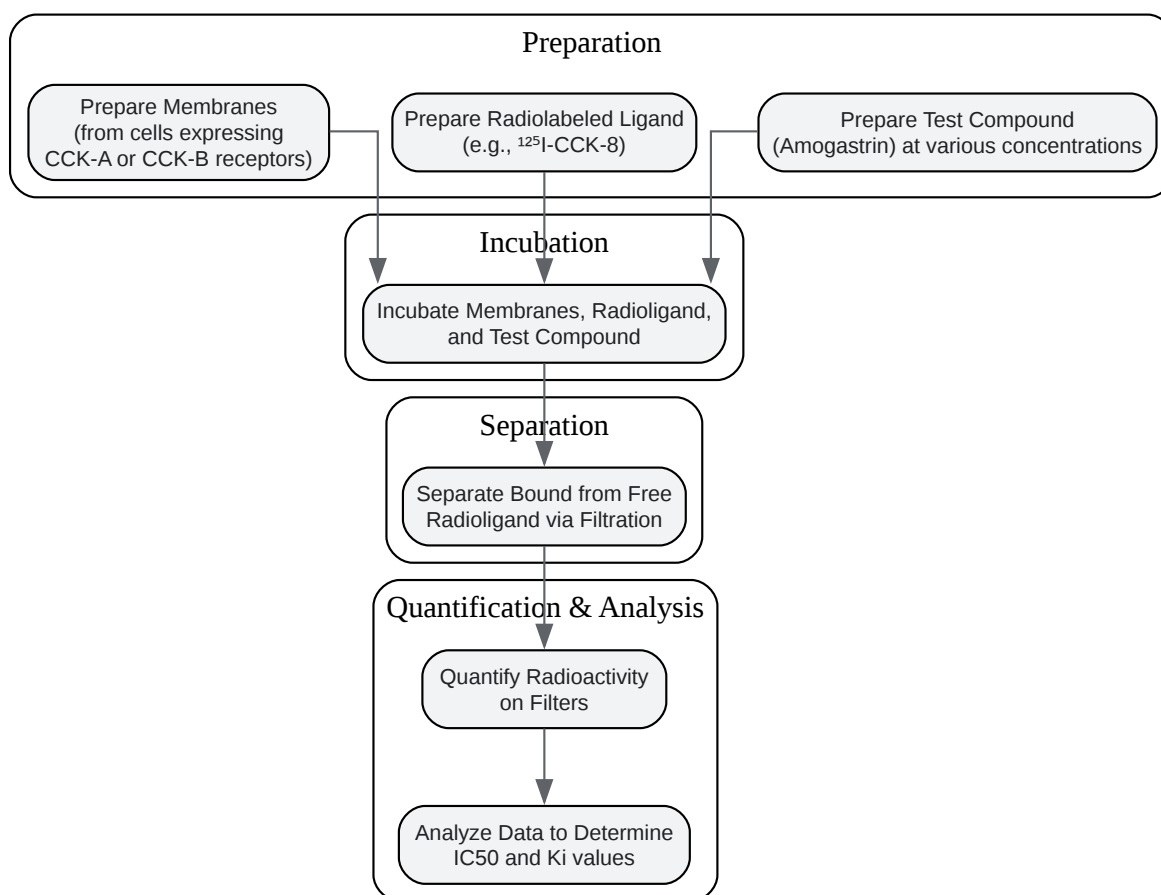 Preparation
Prepare Membranes
(from cells expressing
CCK-A or CCK-B receptors)
Prepare Radiolabeled Ligand
(e.g., ¹²⁵I-CCK-8)
Prepare Test Compound
(Amogastrin) at various concentrations
Incubation
Incubate Membranes, Radioligand,
and Test Compound
Separation
Separate Bound from Free
Radioligand via Filtration
Quantification & Analysis
Quantify Radioactivity
on Filters
Analyze Data to Determine
IC50 and Ki values